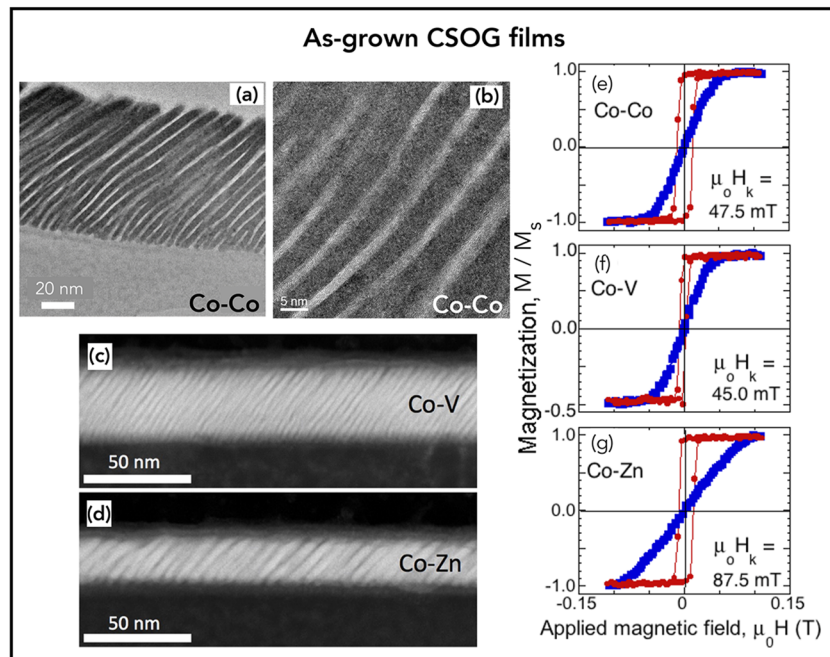 As-grown CSOG films
(a)
20 nm
Co-Co
(b)
5 nm
Co-Co
(c)
Co-V
50 nm
(d)
Co-Zn
50 nm
Magnetization, M / Ms
(e)
Co-Co
1.0
0.0
-1.0
μoHk =
47.5 mT
(f)
Co-V
1.0
0.0
-0.5
μoHk =
45.0 mT
(g)
Co-Zn
1.0
0.0
-1.0
μoHk =
87.5 mT
-0.15
0
0.15
Applied magnetic field, μ0H (T)